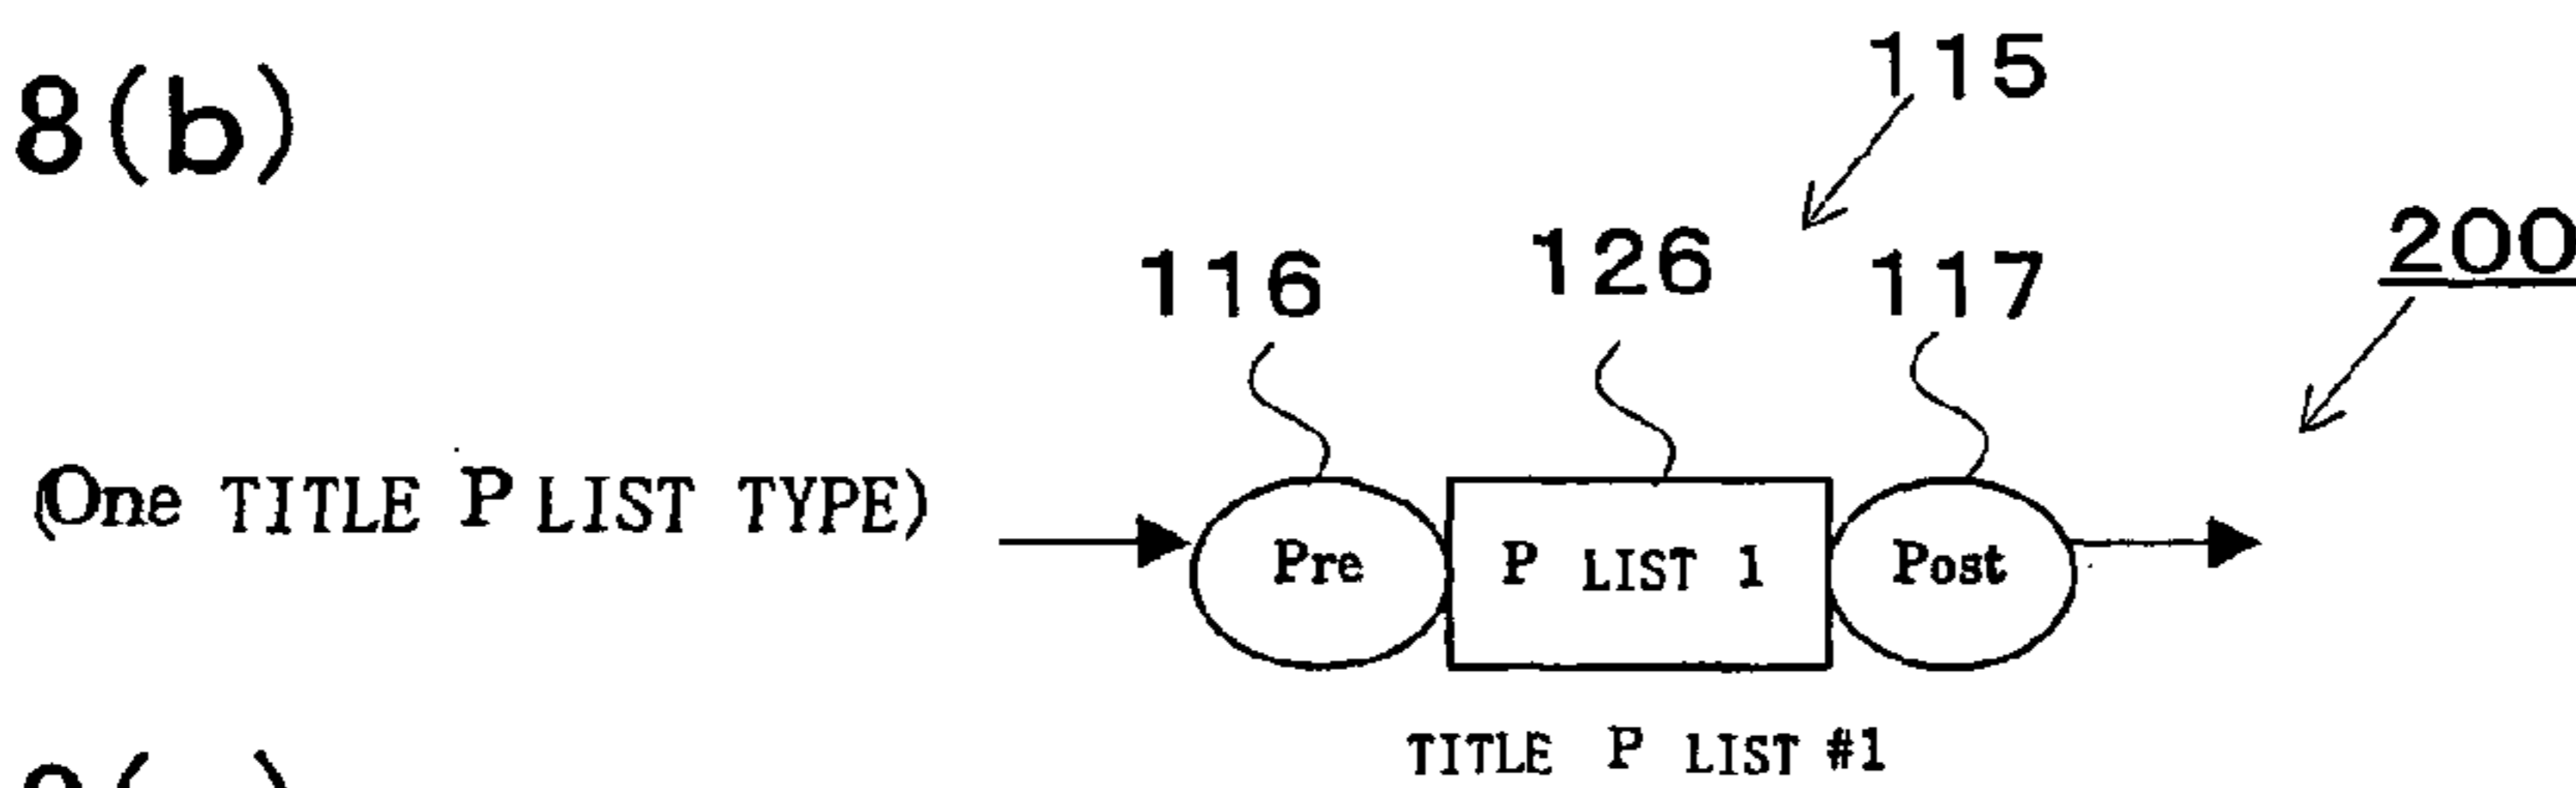 8(b)
115
116 126 117 200
(One TITLE P LIST TYPE) Pre P LIST 1 Post
TITLE P LIST #1